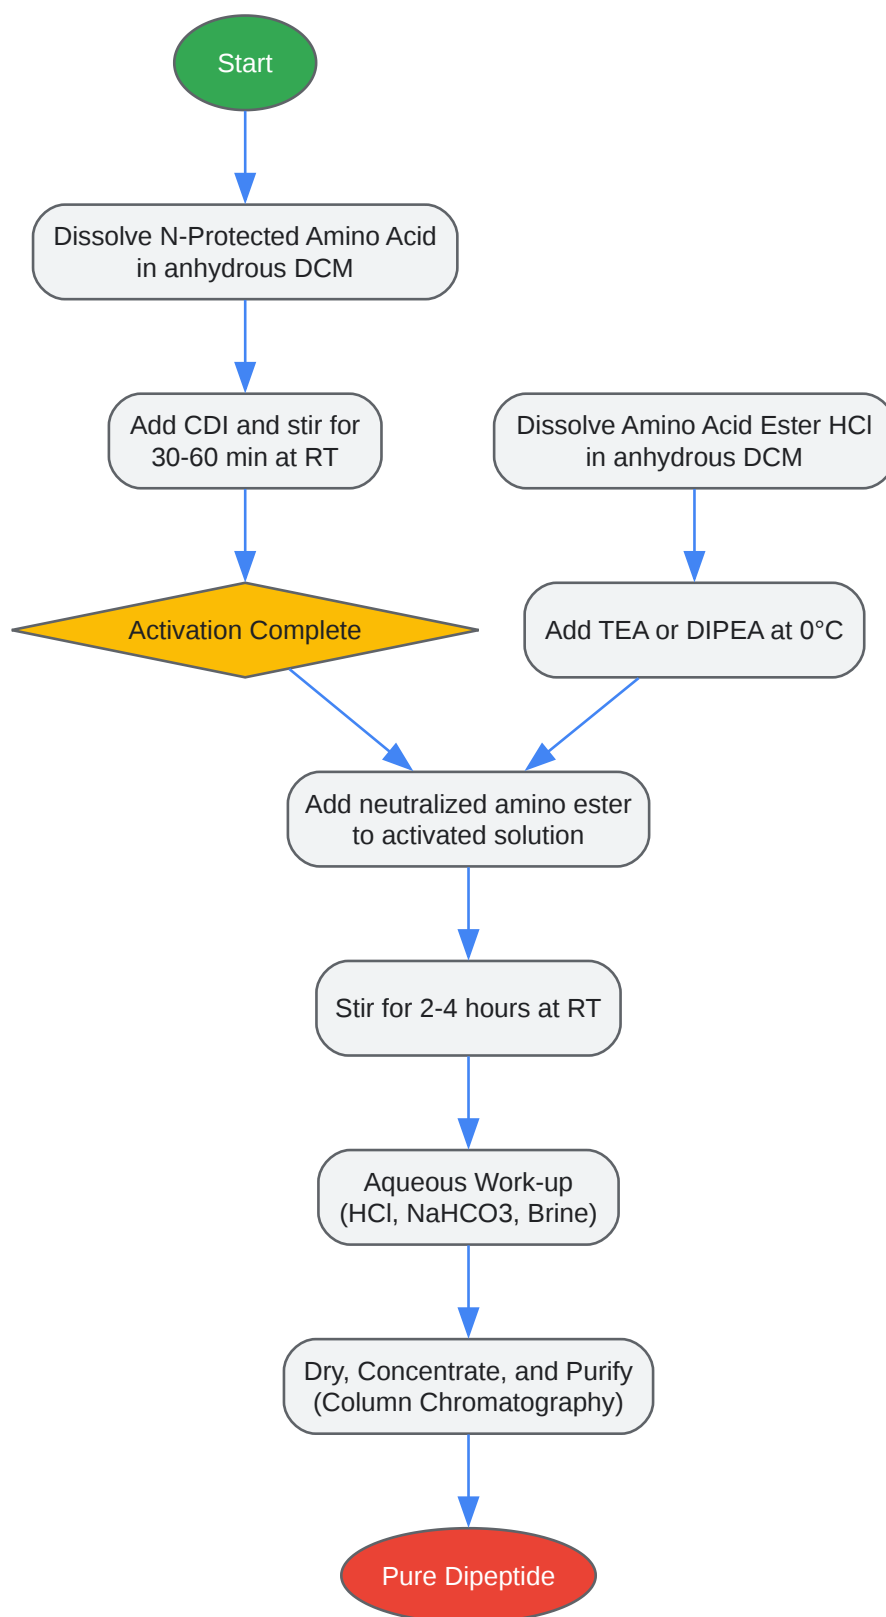 Start
Dissolve N-Protected Amino Acid
in anhydrous DCM
Add CDI and stir for
30-60 min at RT
Dissolve Amino Acid Ester HCl
in anhydrous DCM
Activation Complete
Add TEA or DIPEA at 0°C
Add neutralized amino ester
to activated solution
Stir for 2-4 hours at RT
Aqueous Work-up
(HCl, NaHCO3, Brine)
Dry, Concentrate, and Purify
(Column Chromatography)
Pure Dipeptide